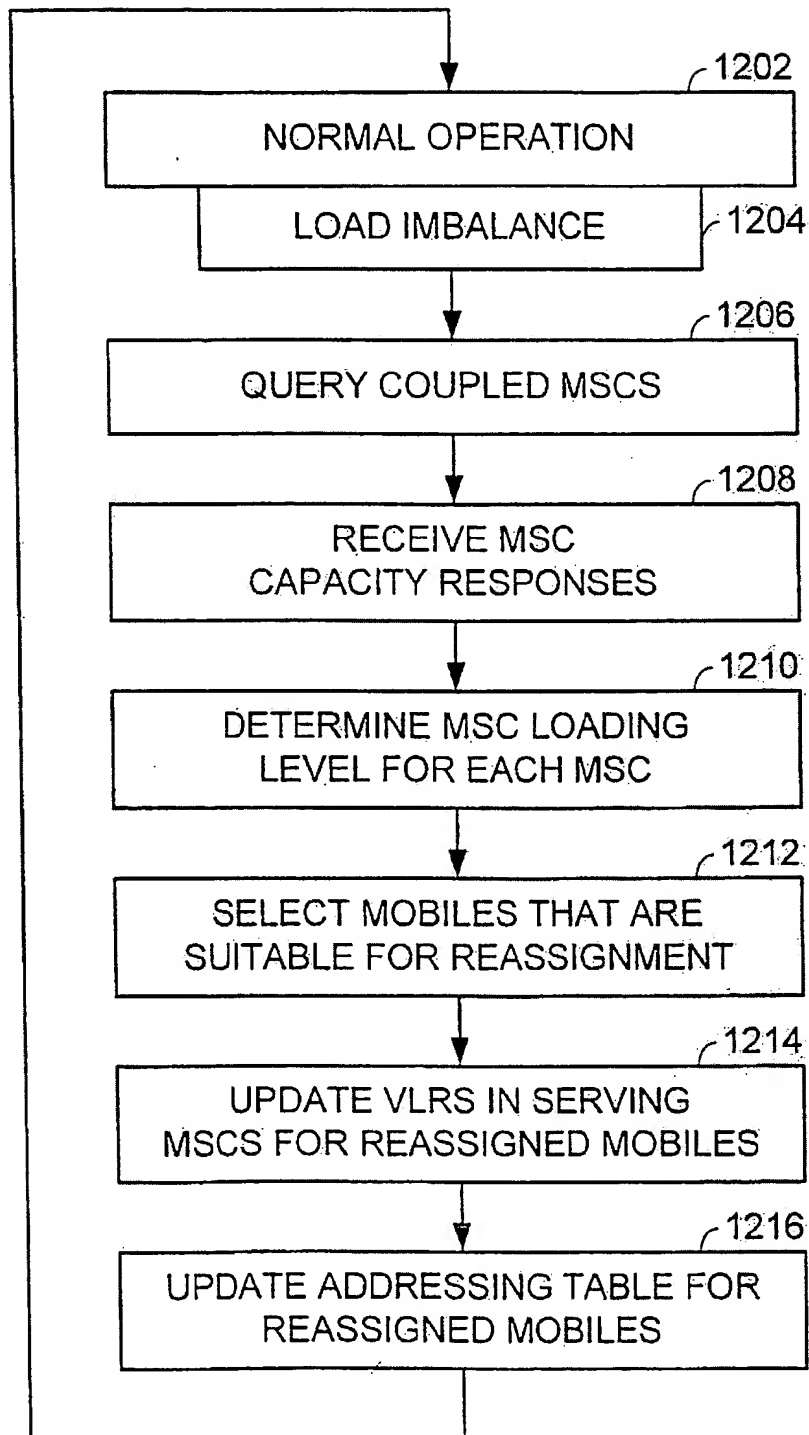 1202
NORMAL OPERATION
LOAD IMBALANCE
1204
1206
QUERY COUPLED MSCS
1208
RECEIVE MSC
CAPACITY RESPONSES
1210
DETERMINE MSC LOADING
LEVEL FOR EACH MSC
1212
SELECT MOBILES THAT ARE
SUITABLE FOR REASSIGNMENT
1214
UPDATE VLRS IN SERVING
MSCS FOR REASSIGNED MOBILES
1216
UPDATE ADDRESSING TABLE FOR
REASSIGNED MOBILES